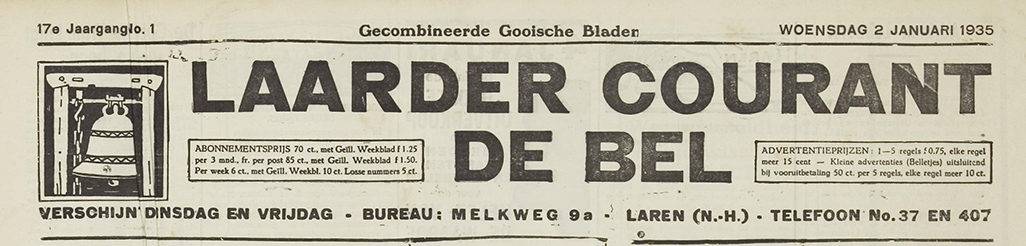 17e Jaarganglo. 1 Gecombineerde Gooische Bladen WOENSDAG 2 JANUARI 1935
LAARDER COURANT
DE BEL
ABONNEMENTSPRIJS 70 ct., met Geïll. Weekblad f 1.25
per 3 mnd., fr. per post 85 ct., met Geïll. Weekblad f 1.50.
Per week 6 ct., met Geïll. Weekbl. 10 ct. Losse nummers 5 ct.
ADVERTENTIEPRIJZEN: 1—5 regels f 0.75, elke regel
meer 15 cent — Kleine advertenties (Belletjes) uitsluitend
bij vooruitbetaling 50 ct. per 5 regels, elke regel meer 10 ct.
VERSCHIJN DINSDAG EN VRIJDAG - BUREAU: MELKWEG 9a - LAREN (N.-H.) - TELEFOON No. 37 EN 407